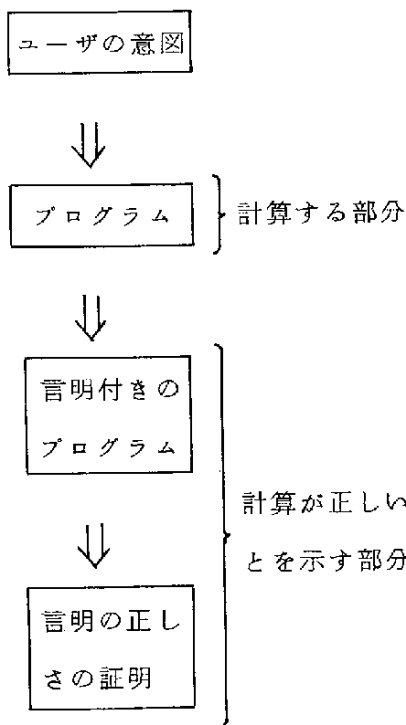 ユーザの意図
プログラム
計算する部分
言明付きの
プログラム
計算が正しい
とを示す部分
言明の正し
さの証明